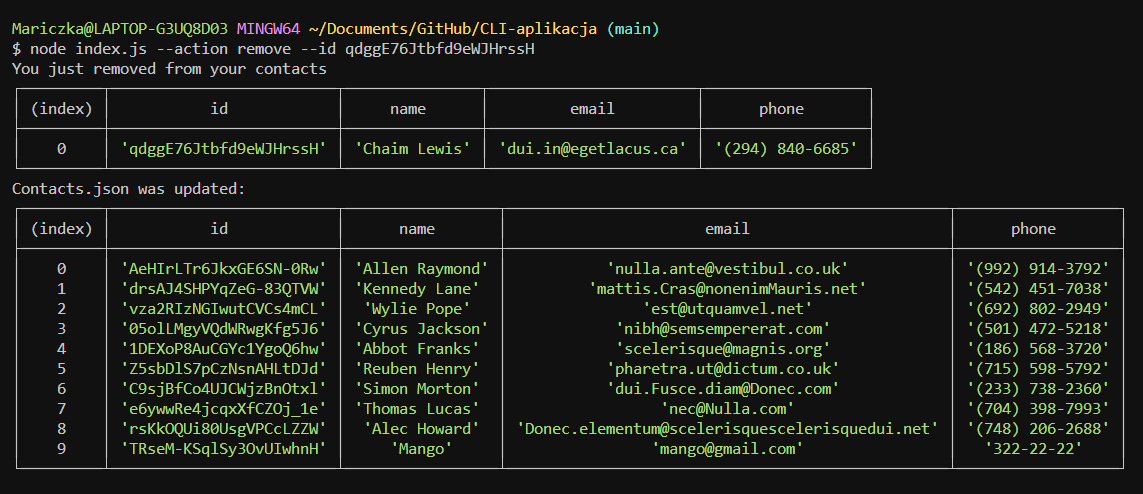 Mariczka@LAPTOP-G3UQ8D03 MINGW64 ~/Documents/GitHub/CLI-aplikacja (main)
$ node index.js --action remove --id qdggE76Jtbfd9eWJHrssH
You just removed from your contacts
(index) id name email phone
0 'qdggE76Jtbfd9eWJHrssH' 'Chaim Lewis' 'dui.in@egetlacus.ca' '(294) 840-6685'
Contacts.json was updated:
(index) id name email phone
0 'AeHIrLTr6JkxGE6SN-0Rw' 'Allen Raymond' 'nulla.ante@vestibul.co.uk' '(992) 914-3792'
1 'drsAJ4SHPYqZeG-83QTVW' 'Kennedy Lane' 'mattis.Cras@nonenimMauris.net' '(542) 451-7038'
2 'vza2RIzNGIwutCVCs4mCL' 'Wylie Pope' 'est@utquamvel.net' '(692) 802-2949'
3 '05olLMgyVQdWRwgKfg5J6' 'Cyrus Jackson' 'nibh@semsempererat.com' '(501) 472-5218'
4 '1DEXoP8AuCGYc1YgoQ6hw' 'Abbot Franks' 'scelerisque@magnis.org' '(186) 568-3720'
5 'Z5sbDlS7pCzNsnAHLtDJd' 'Reuben Henry' 'pharetra.ut@dictum.co.uk' '(715) 598-5792'
6 'C9sjBfCo4UJCWjzBnOtxl' 'Simon Morton' 'dui.Fusce.diam@Donec.com' '(233) 738-2360'
7 'e6ywwRe4jcqxXfCZOj_1e' 'Thomas Lucas' 'nec@Nulla.com' '(704) 398-7993'
8 'rsKkOQUi80UsgVPCcLZZW' 'Alec Howard' 'Donec.elementum@scelerisquescelerisquedui.net' '(748) 206-2688'
9 'TRseM-KSqlSy3OvUIwhnH' 'Mango' 'mango@gmail.com' '322-22-22'